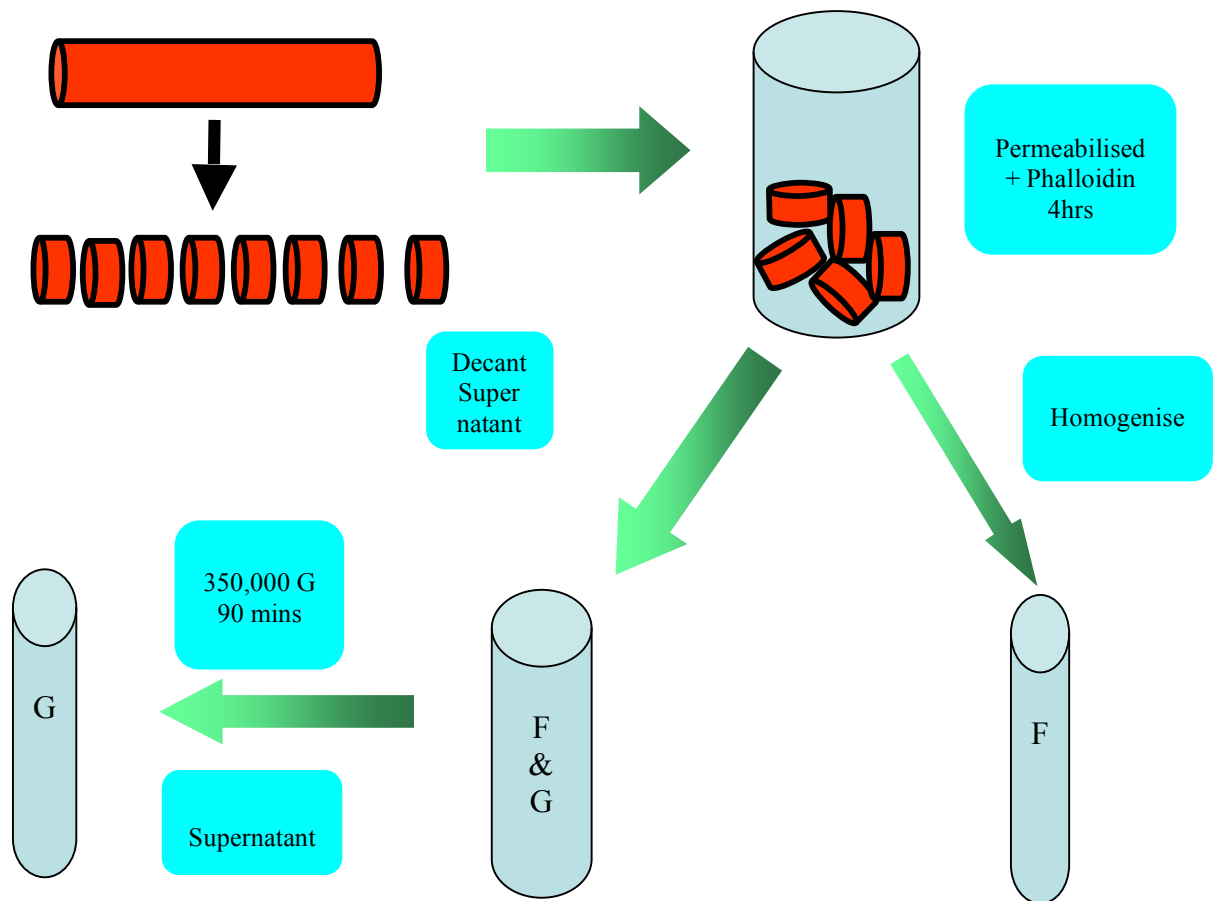 Permeabilised
+ Phalloidin
4hrs
Decant
Super
natant
Homogenise
350,000 G
90 mins
G
F
&
G
F
Supernatant